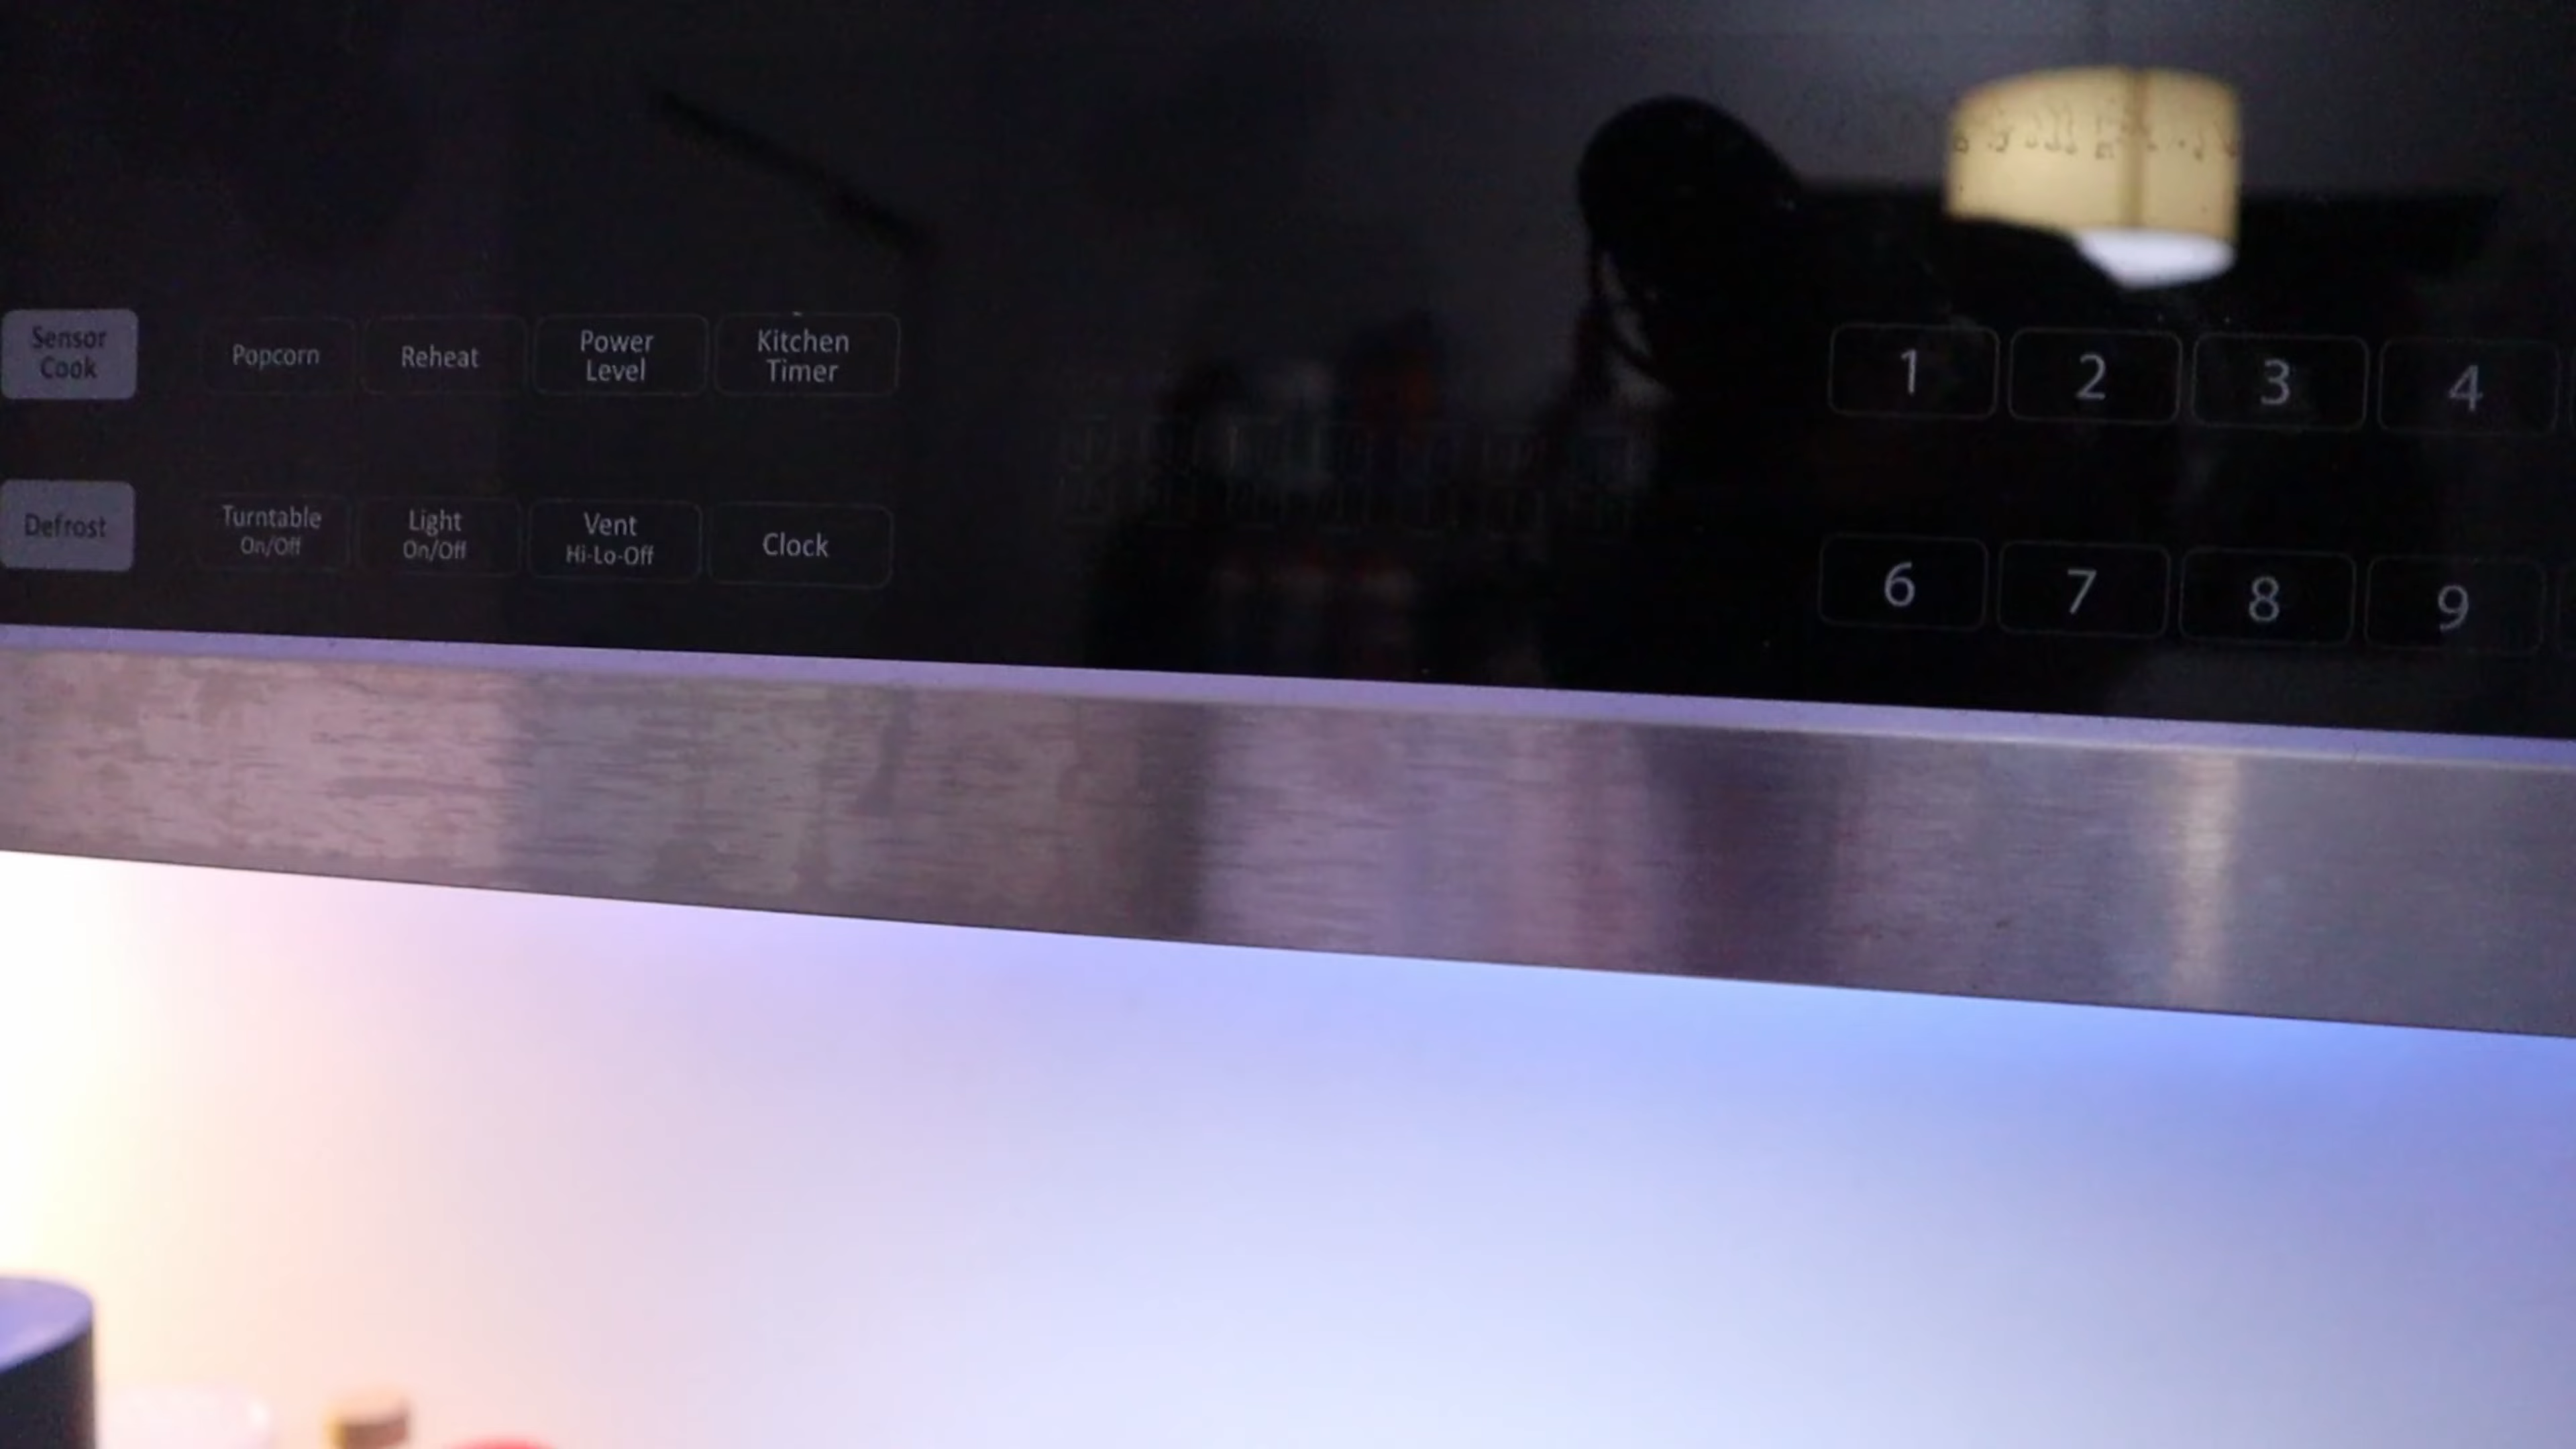 Sensor
Cook
Popcorn
Reheat
Power
Level
Kitchen
Timer
1
2
3
4
Defrost
Turntable
On/Off
Light
On/Off
Vent
Hi-Lo-Off
Clock
6
7
8
9